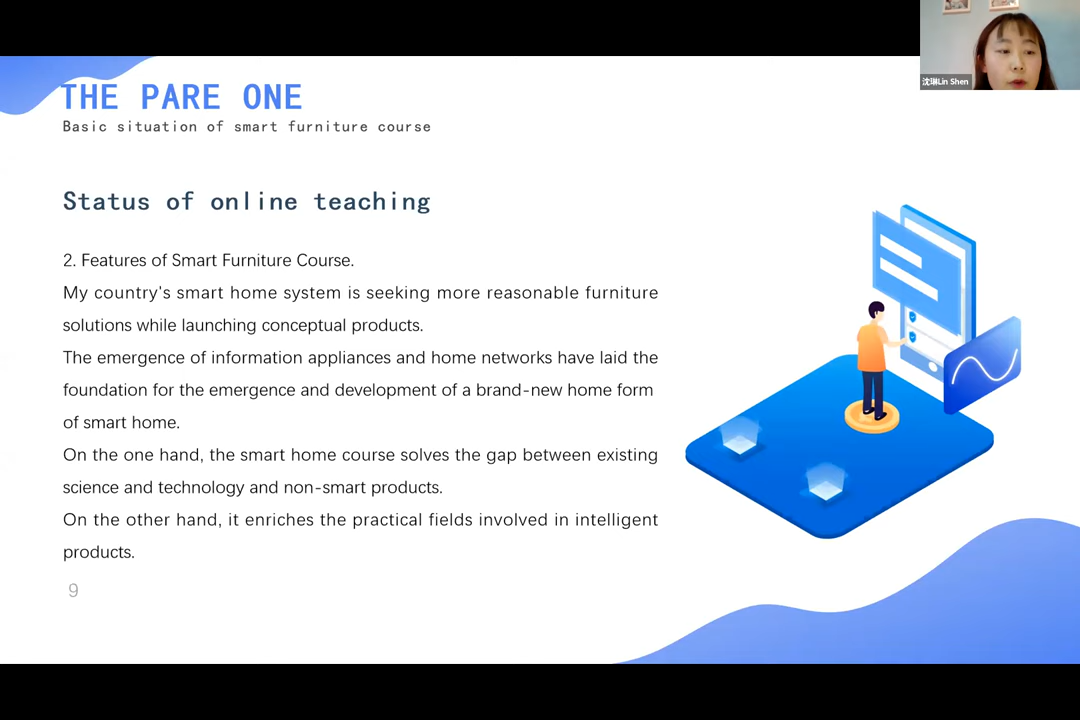 THE PARE ONE
Basic situation of smart furniture course
沈琳Lin Shen
Status of online teaching
2. Features of Smart Furniture Course.
My country's smart home system is seeking more reasonable furniture
solutions while launching conceptual products.
The emergence of information appliances and home networks have laid the
foundation for the emergence and development of a brand-new home form
of smart home.
On the one hand, the smart home course solves the gap between existing
science and technology and non-smart products.
On the other hand, it enriches the practical fields involved in intelligent
products.
9